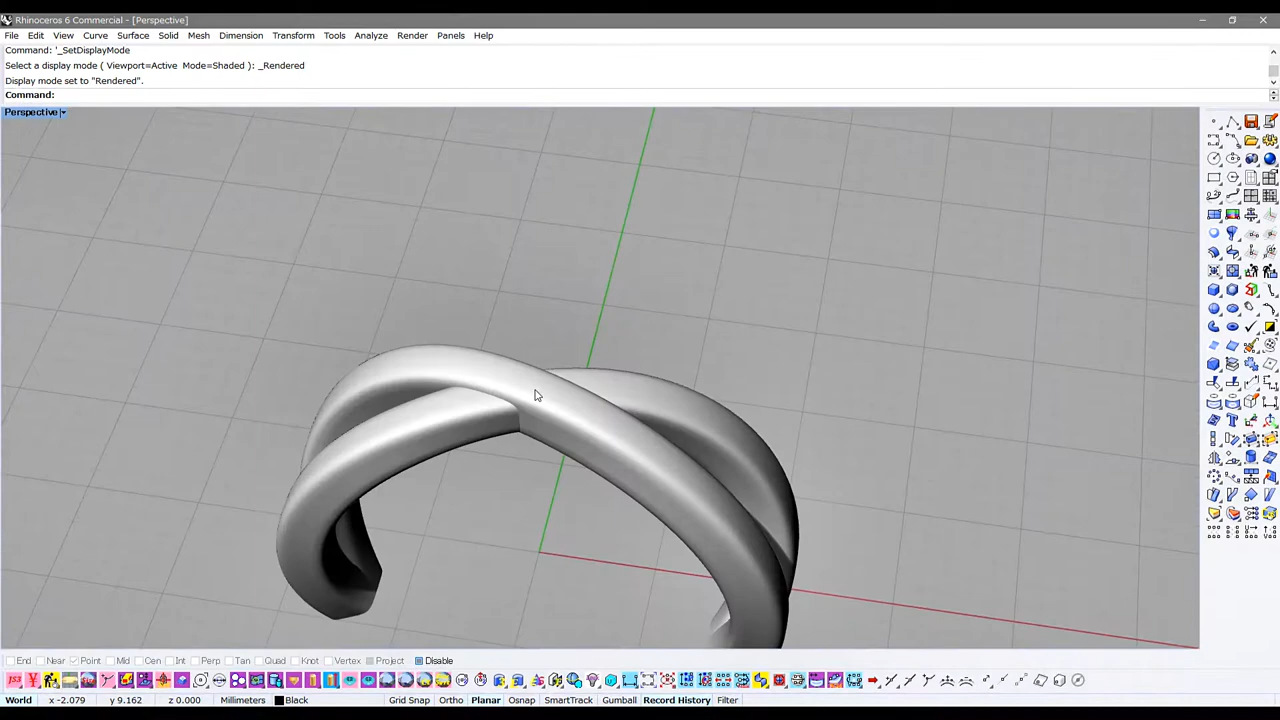 Rhinoceros 6 Commercial - [Perspective]
File Edit View Curve Surface Solid Mesh Dimension Transform Tools Analyze Render Panels Help
Command: '_SetDisplayMode
Select a display mode ( Viewport=Active Mode=Shaded ): _Rendered
Display mode set to "Rendered".
Command:
Perspective
End Near Point Mid Cen Int Perp Tan Quad Knot Vertex Project Disable
World x -2.079 y 9.162 z 0.000 Millimeters Black Grid Snap Ortho Planar Osnap SmartTrack Gumball Record History Filter